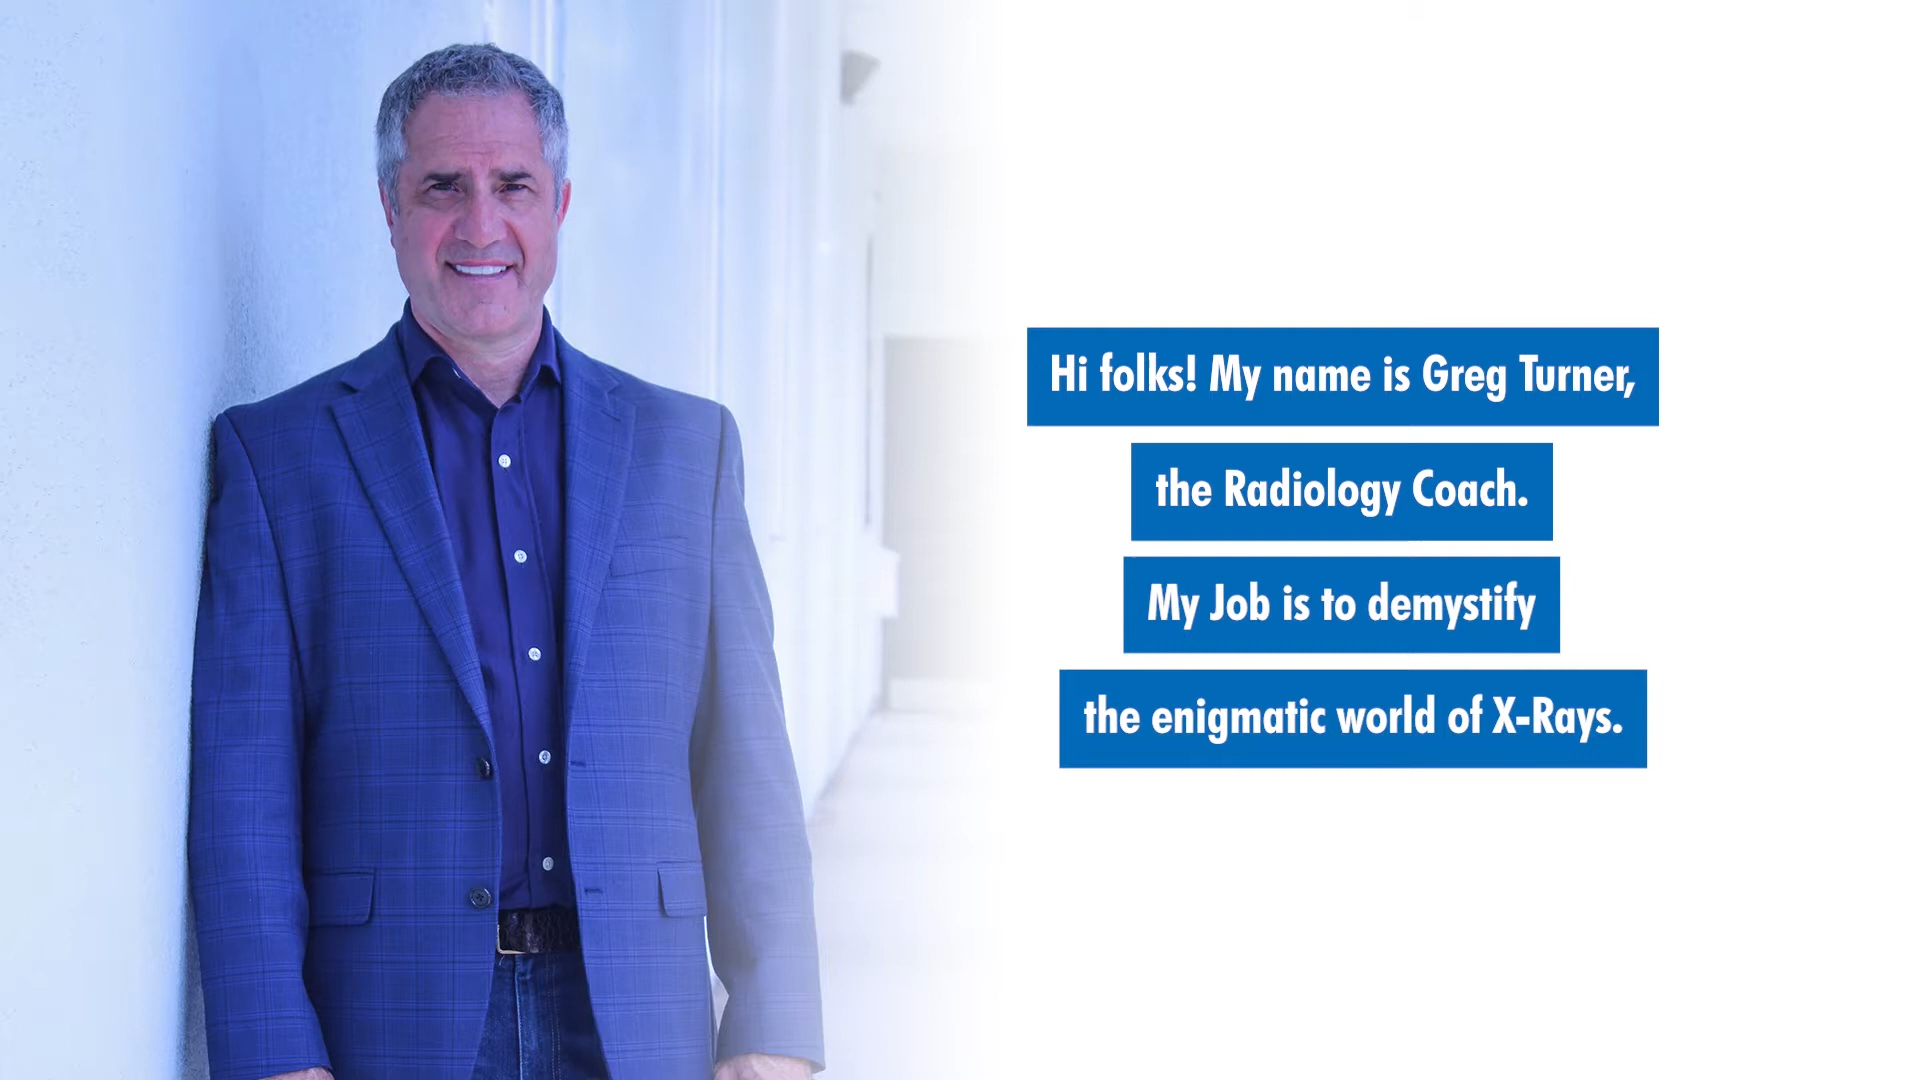 Hi folks! My name is Greg Turner,
the Radiology Coach.
My Job is to demystify
the enigmatic world of X-Rays.